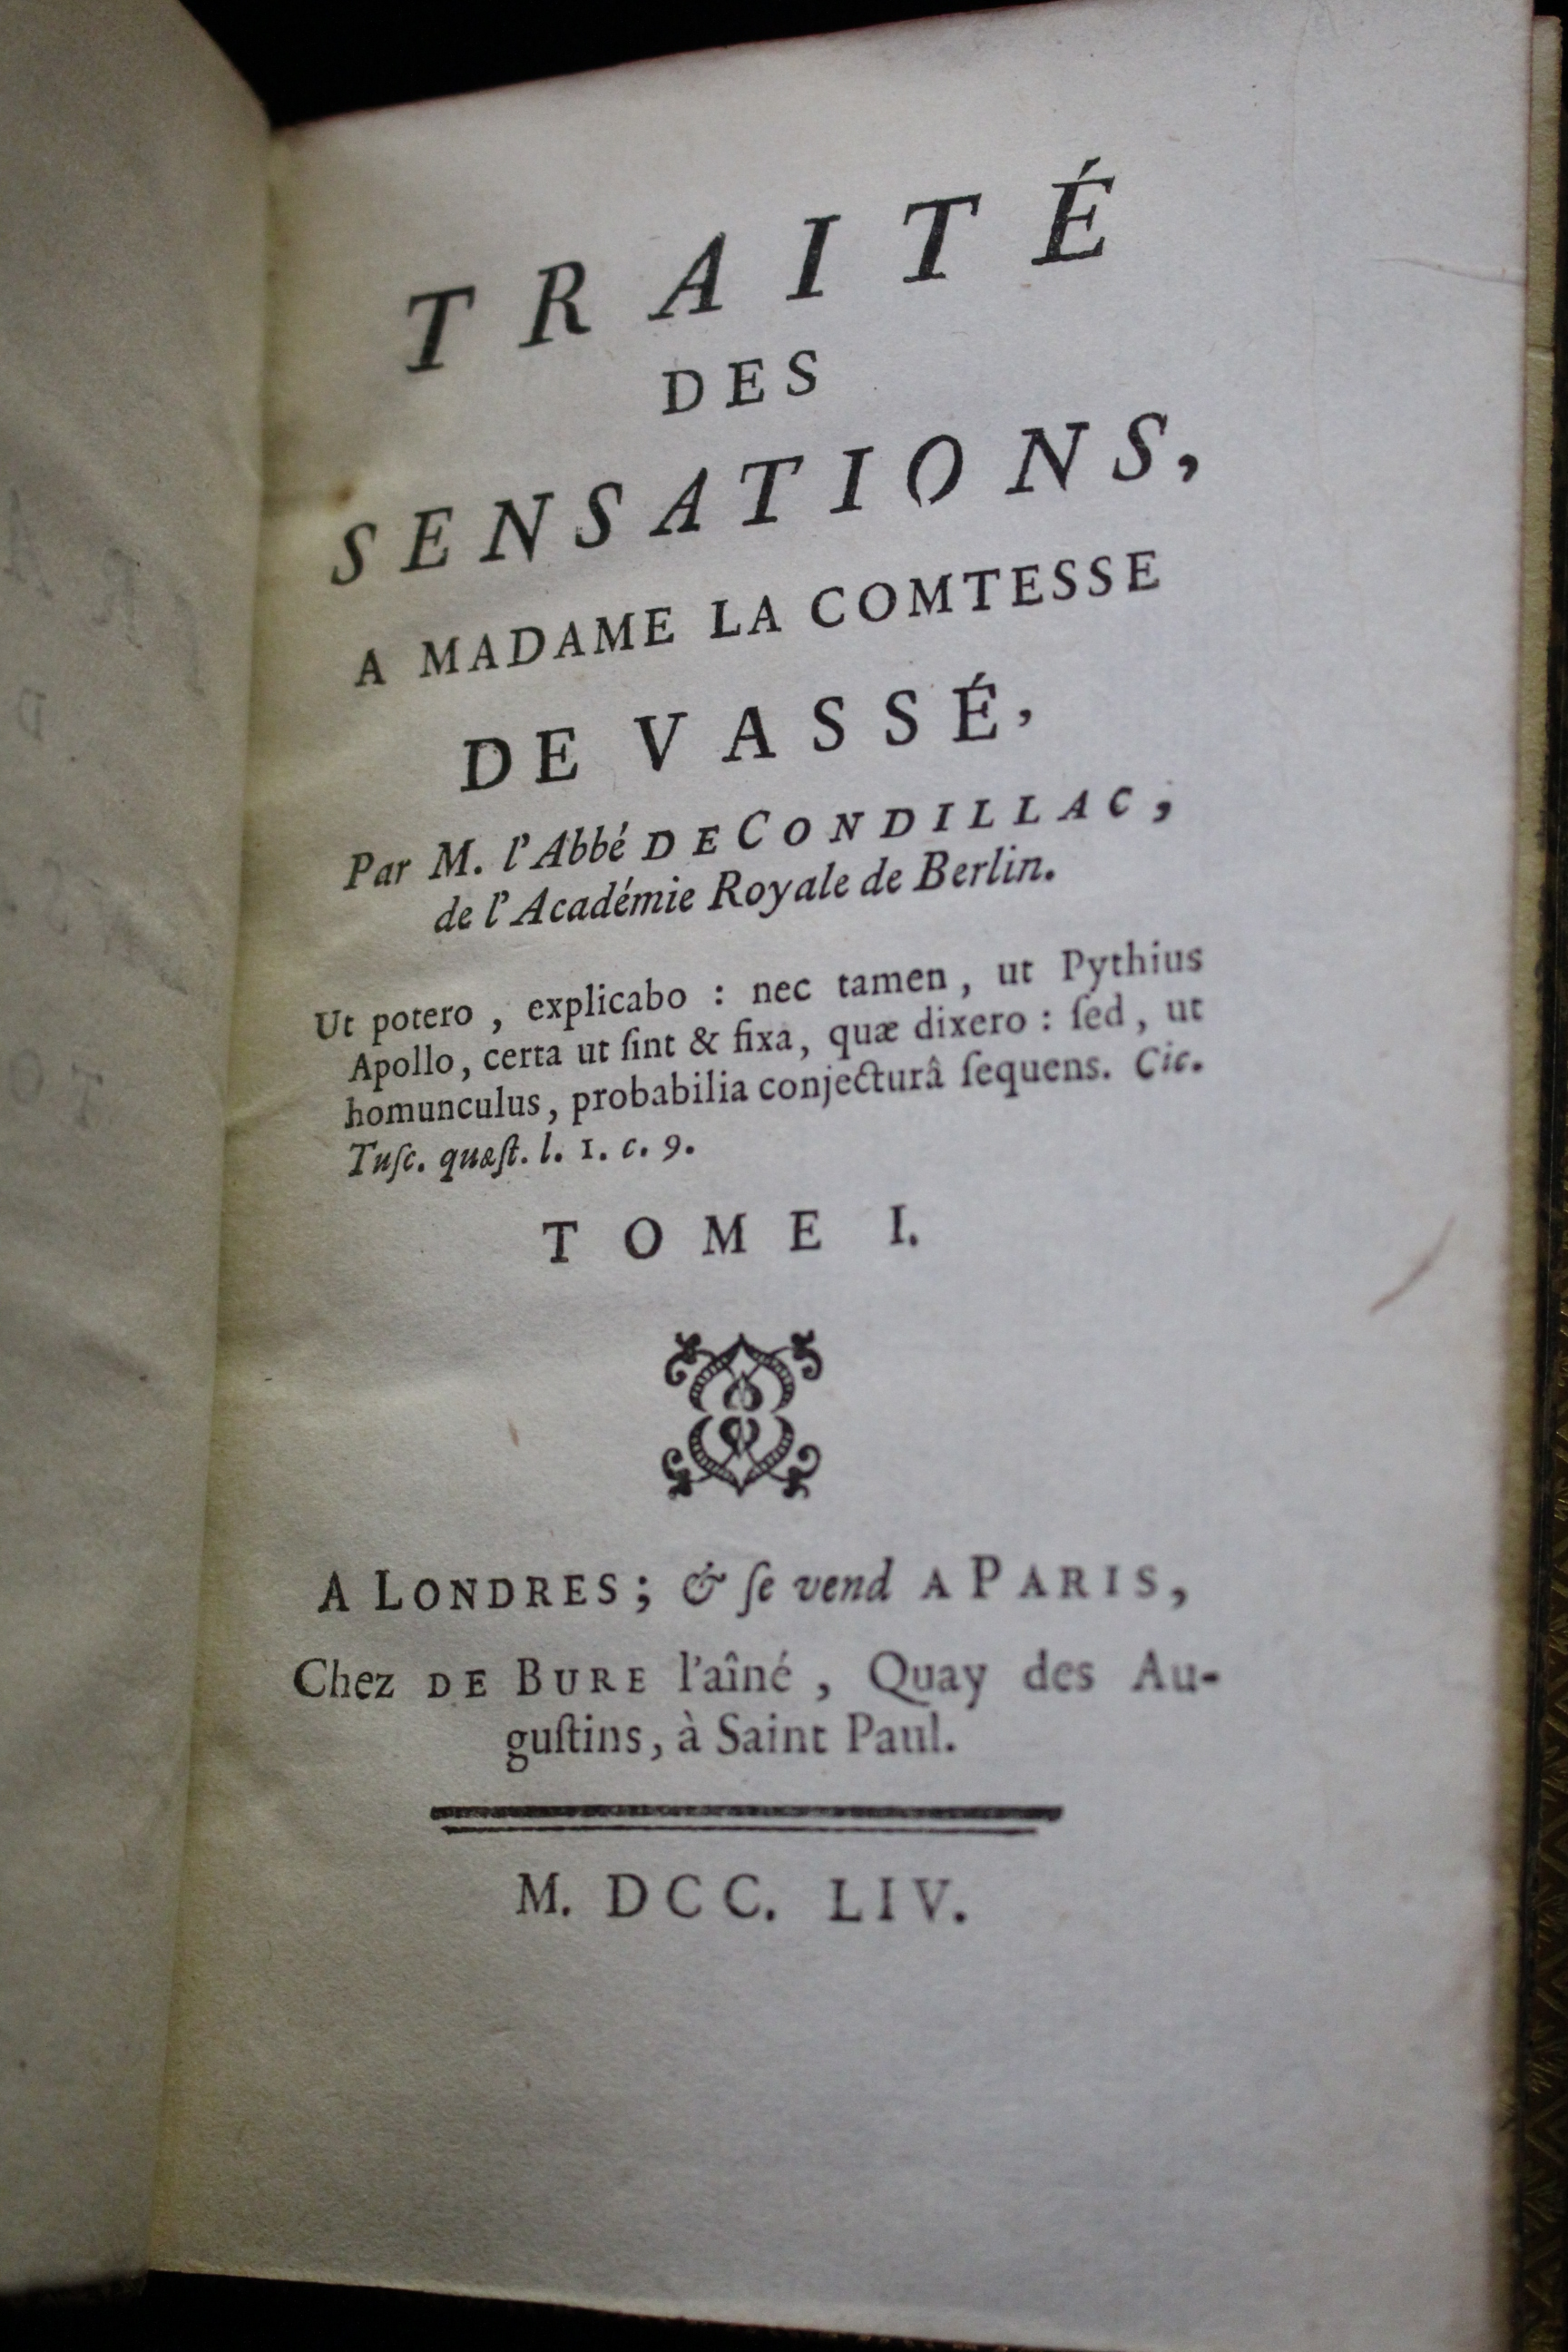 TRAITÉ
DES
SENSATIONS,
A MADAME LA COMTESSE
DE VASSÉ,
Par M. l'Abbé DE CONDILLAC,
de l'Académie Royale de Berlin.
Ut potero, explicabo : nec tamen, ut Pythius
Apollo, certa ut ſint & fixa, quæ dixero : ſed, ut
homunculus, probabilia conjecturâ ſequens. Cic.
Tuſc. quæſt. l. 1. c. 9.
TOME I.
A LONDRES; & ſe vend A PARIS,
Chez DE BURE l'aîné, Quay des Au-
guſtins, à Saint Paul.
M. DCC. LIV.